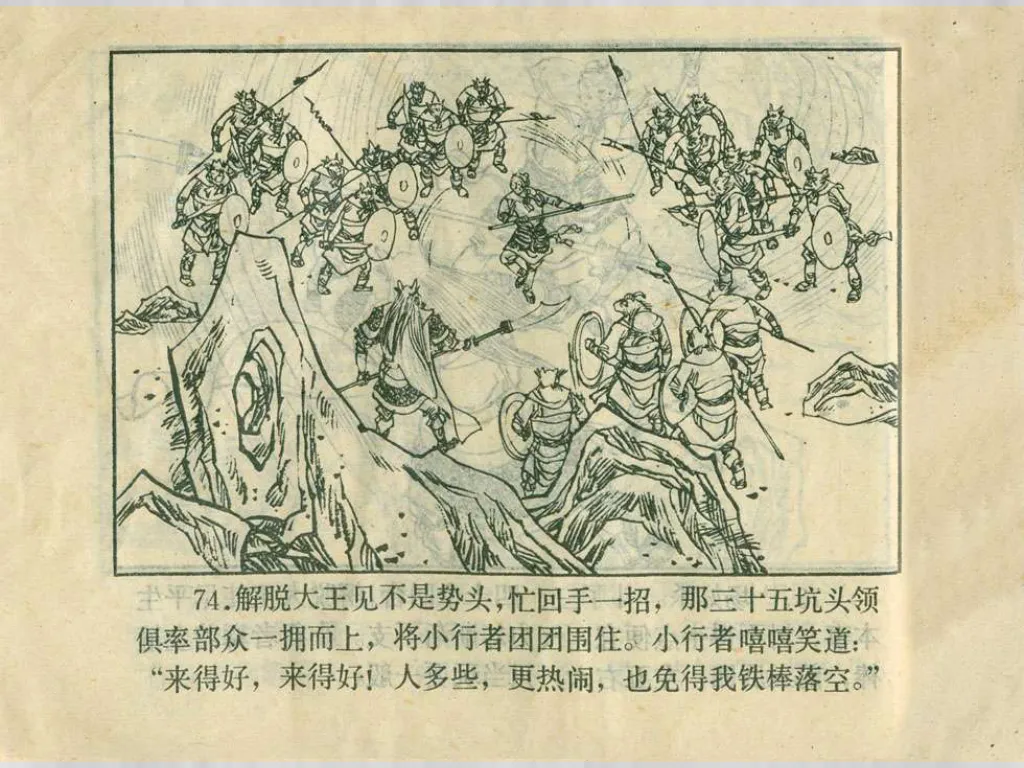 74.解脱大王见不是势头,忙回手一招，那三十五坑头领
俱率部众一拥而上，将小行者团团围住。小行者嘻嘻笑道：
“来得好，来得好！人多些，更热闹，也免得我铁棒落空。”